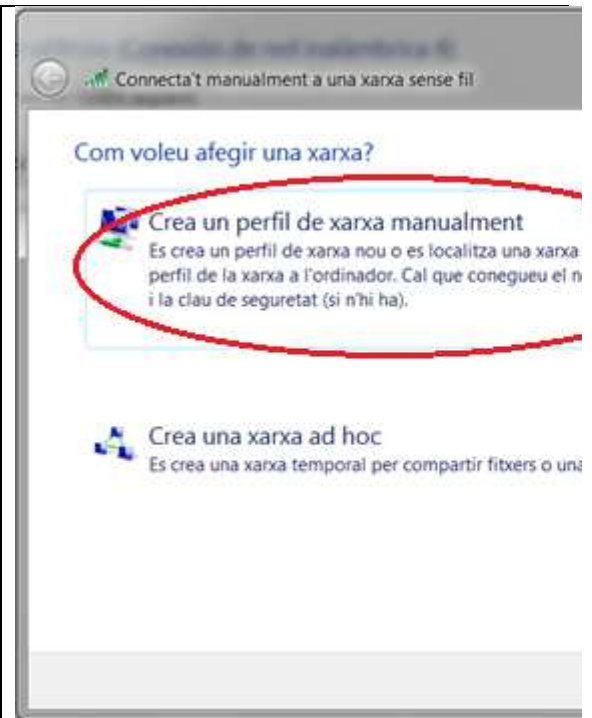 Connecta't manualment a una xarxa sense fil
Com voleu afegir una xarxa?
Crea un perfil de xarxa manualment
Es crea un perfil de xarxa nou o es localitza una xarxa
perfil de la xarxa a l'ordinador. Cal que conegueu el n
i la clau de seguretat (si n'hi ha).
Crea una xarxa ad hoc
Es crea una xarxa temporal per compartir fitxers o una